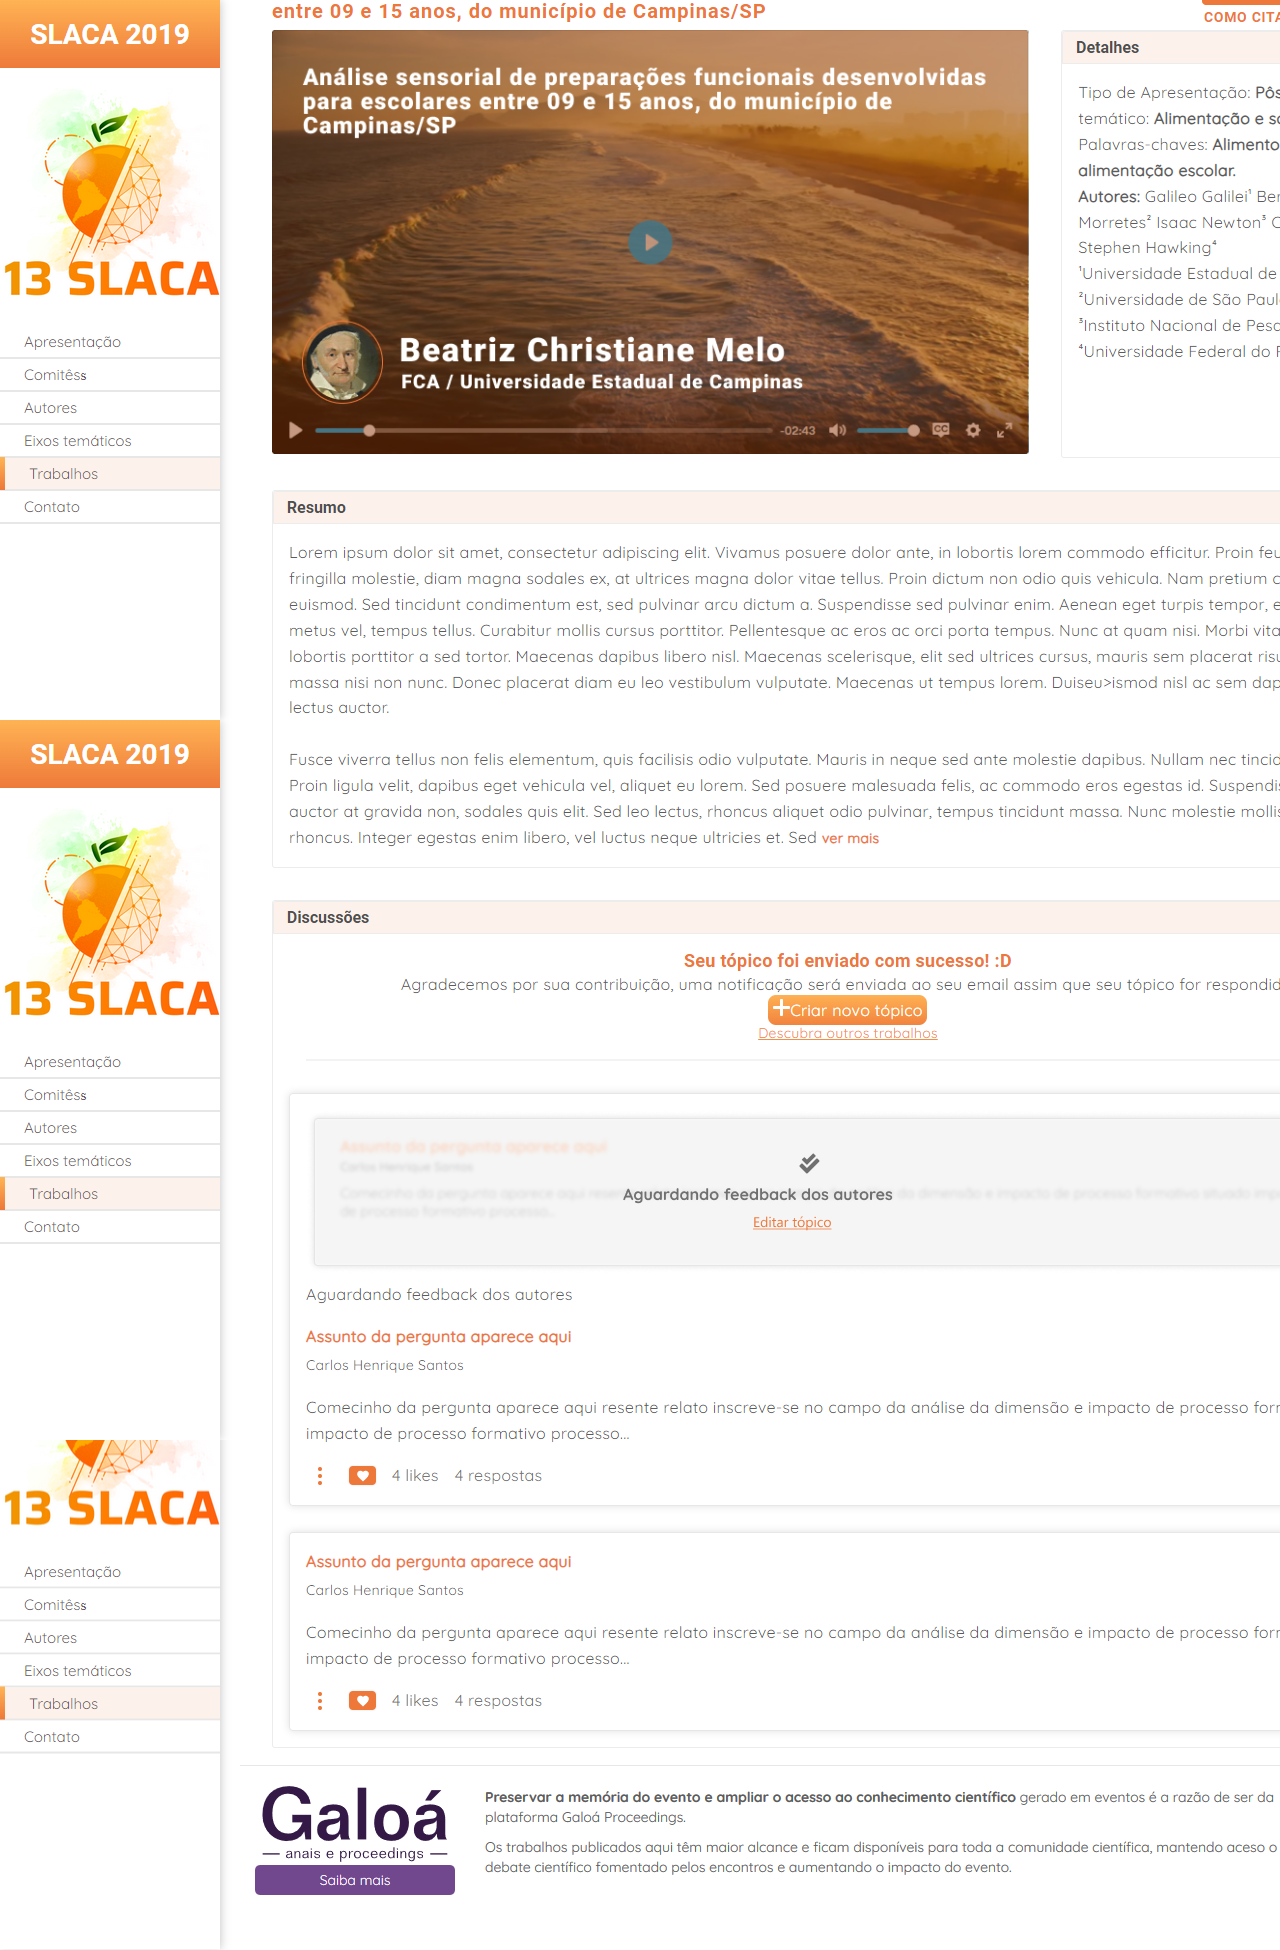 SLACA 2019
13 SLACA
Apresentação
Comitêss
Autores
Eixos temáticos
Trabalhos
Contato
entre 09 e 15 anos, do município de Campinas/SP
COMO CITA
Análise sensorial de preparações funcionais desenvolvidas
para escolares entre 09 e 15 anos, do município de
Campinas/SP
Beatriz Christiane Melo
FCA / Universidade Estadual de Campinas
-02:43
CC
Detalhes
Tipo de Apresentação: Pôs
temático: Alimentação e sa
Palavras-chaves: Alimento
alimentação escolar.
Autores: Galileo Galilei¹ Ber
Morretes² Isaac Newton³ C
Stephen Hawking⁴
¹Universidade Estadual de
²Universidade de São Paul
³Instituto Nacional de Pesq
⁴Universidade Federal do R
Resumo
Lorem ipsum dolor sit amet, consectetur adipiscing elit. Vivamus posuere dolor ante, in lobortis lorem commodo efficitur. Proin feu
fringilla molestie, diam magna sodales ex, at ultrices magna dolor vitae tellus. Proin dictum non odio quis vehicula. Nam pretium c
euismod. Sed tincidunt condimentum est, sed pulvinar arcu dictum a. Suspendisse sed pulvinar enim. Aenean eget turpis tempor, e
metus vel, tempus tellus. Curabitur mollis cursus porttitor. Pellentesque ac eros ac orci porta tempus. Nunc at quam nisi. Morbi vita
lobortis porttitor a sed tortor. Maecenas dapibus libero nisl. Maecenas scelerisque, elit sed ultrices cursus, mauris sem placerat risu
massa nisi non nunc. Donec placerat diam eu leo vestibulum vulputate. Maecenas ut tempus lorem. Duiseu>ismod nisl ac sem dap
lectus auctor.
Fusce viverra tellus non felis elementum, quis facilisis odio vulputate. Mauris in neque sed ante molestie dapibus. Nullam nec tincid
Proin ligula velit, dapibus eget vehicula vel, aliquet eu lorem. Sed posuere malesuada felis, ac commodo eros egestas id. Suspendis
auctor at gravida non, sodales quis elit. Sed leo lectus, rhoncus aliquet odio pulvinar, tempus tincidunt massa. Nunc molestie mollis
rhoncus. Integer egestas enim libero, vel luctus neque ultricies et. Sed ver mais
SLACA 2019
13 SLACA
Apresentação
Comitêss
Autores
Eixos temáticos
Trabalhos
Contato
Discussões
Seu tópico foi enviado com sucesso! :D
Agradecemos por sua contribuição, uma notificação será enviada ao seu email assim que seu tópico for respondid
Criar novo tópico
Descubra outros trabalhos
Assunto da pergunta aparece aqui
Carlos Henrique Santos
Comecinho da pergunta aparece aqui rese
da dimensão e impacto de processo formativo situada imp
de processo formativo processo...
Aguardando feedback dos autores
Editar tópico
Aguardando feedback dos autores
Assunto da pergunta aparece aqui
Carlos Henrique Santos
Comecinho da pergunta aparece aqui resente relato inscreve-se no campo da análise da dimensão e impacto de processo forr
impacto de processo formativo processo...
4 likes 4 respostas
13 SLACA
Apresentação
Comitêss
Autores
Eixos temáticos
Trabalhos
Contato
Assunto da pergunta aparece aqui
Carlos Henrique Santos
Comecinho da pergunta aparece aqui resente relato inscreve-se no campo da análise da dimensão e impacto de processo forr
impacto de processo formativo processo...
4 likes 4 respostas
Galoá
— anais e proceedings —
Saiba mais
Preservar a memória do evento e ampliar o acesso ao conhecimento científico gerado em eventos é a razão de ser da
plataforma Galoá Proceedings.
Os trabalhos publicados aqui têm maior alcance e ficam disponíveis para toda a comunidade científica, mantendo aceso o
debate científico fomentado pelos encontros e aumentando o impacto do evento.